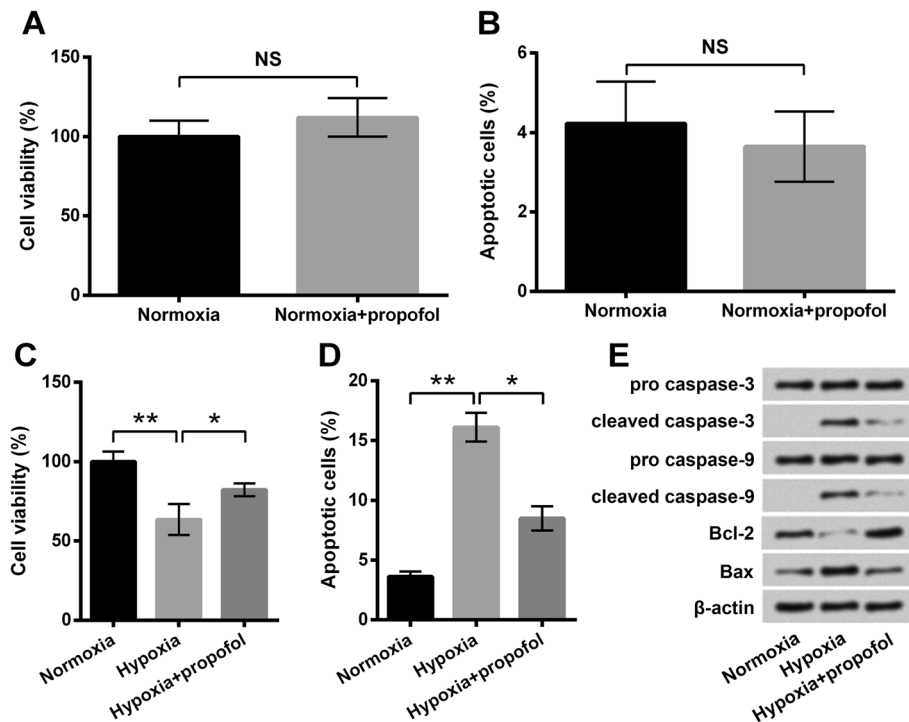 A
Cell viability (%)
150
100
50
0
NS
Normoxia
Normoxia+propofol
B
Apoptotic cells (%)
6
4
2
0
NS
Normoxia
Normoxia+propofol
C
Cell viability (%)
150
100
50
0
**
*
Normoxia
Hypoxia
Hypoxia+propofol
D
Apoptotic cells (%)
20
15
10
5
0
**
*
Normoxia
Hypoxia
Hypoxia+propofol
E
pro caspase-3
cleaved caspase-3
pro caspase-9
cleaved caspase-9
Bcl-2
Bax
β-actin
Normoxia
Hypoxia
Hypoxia+propofol